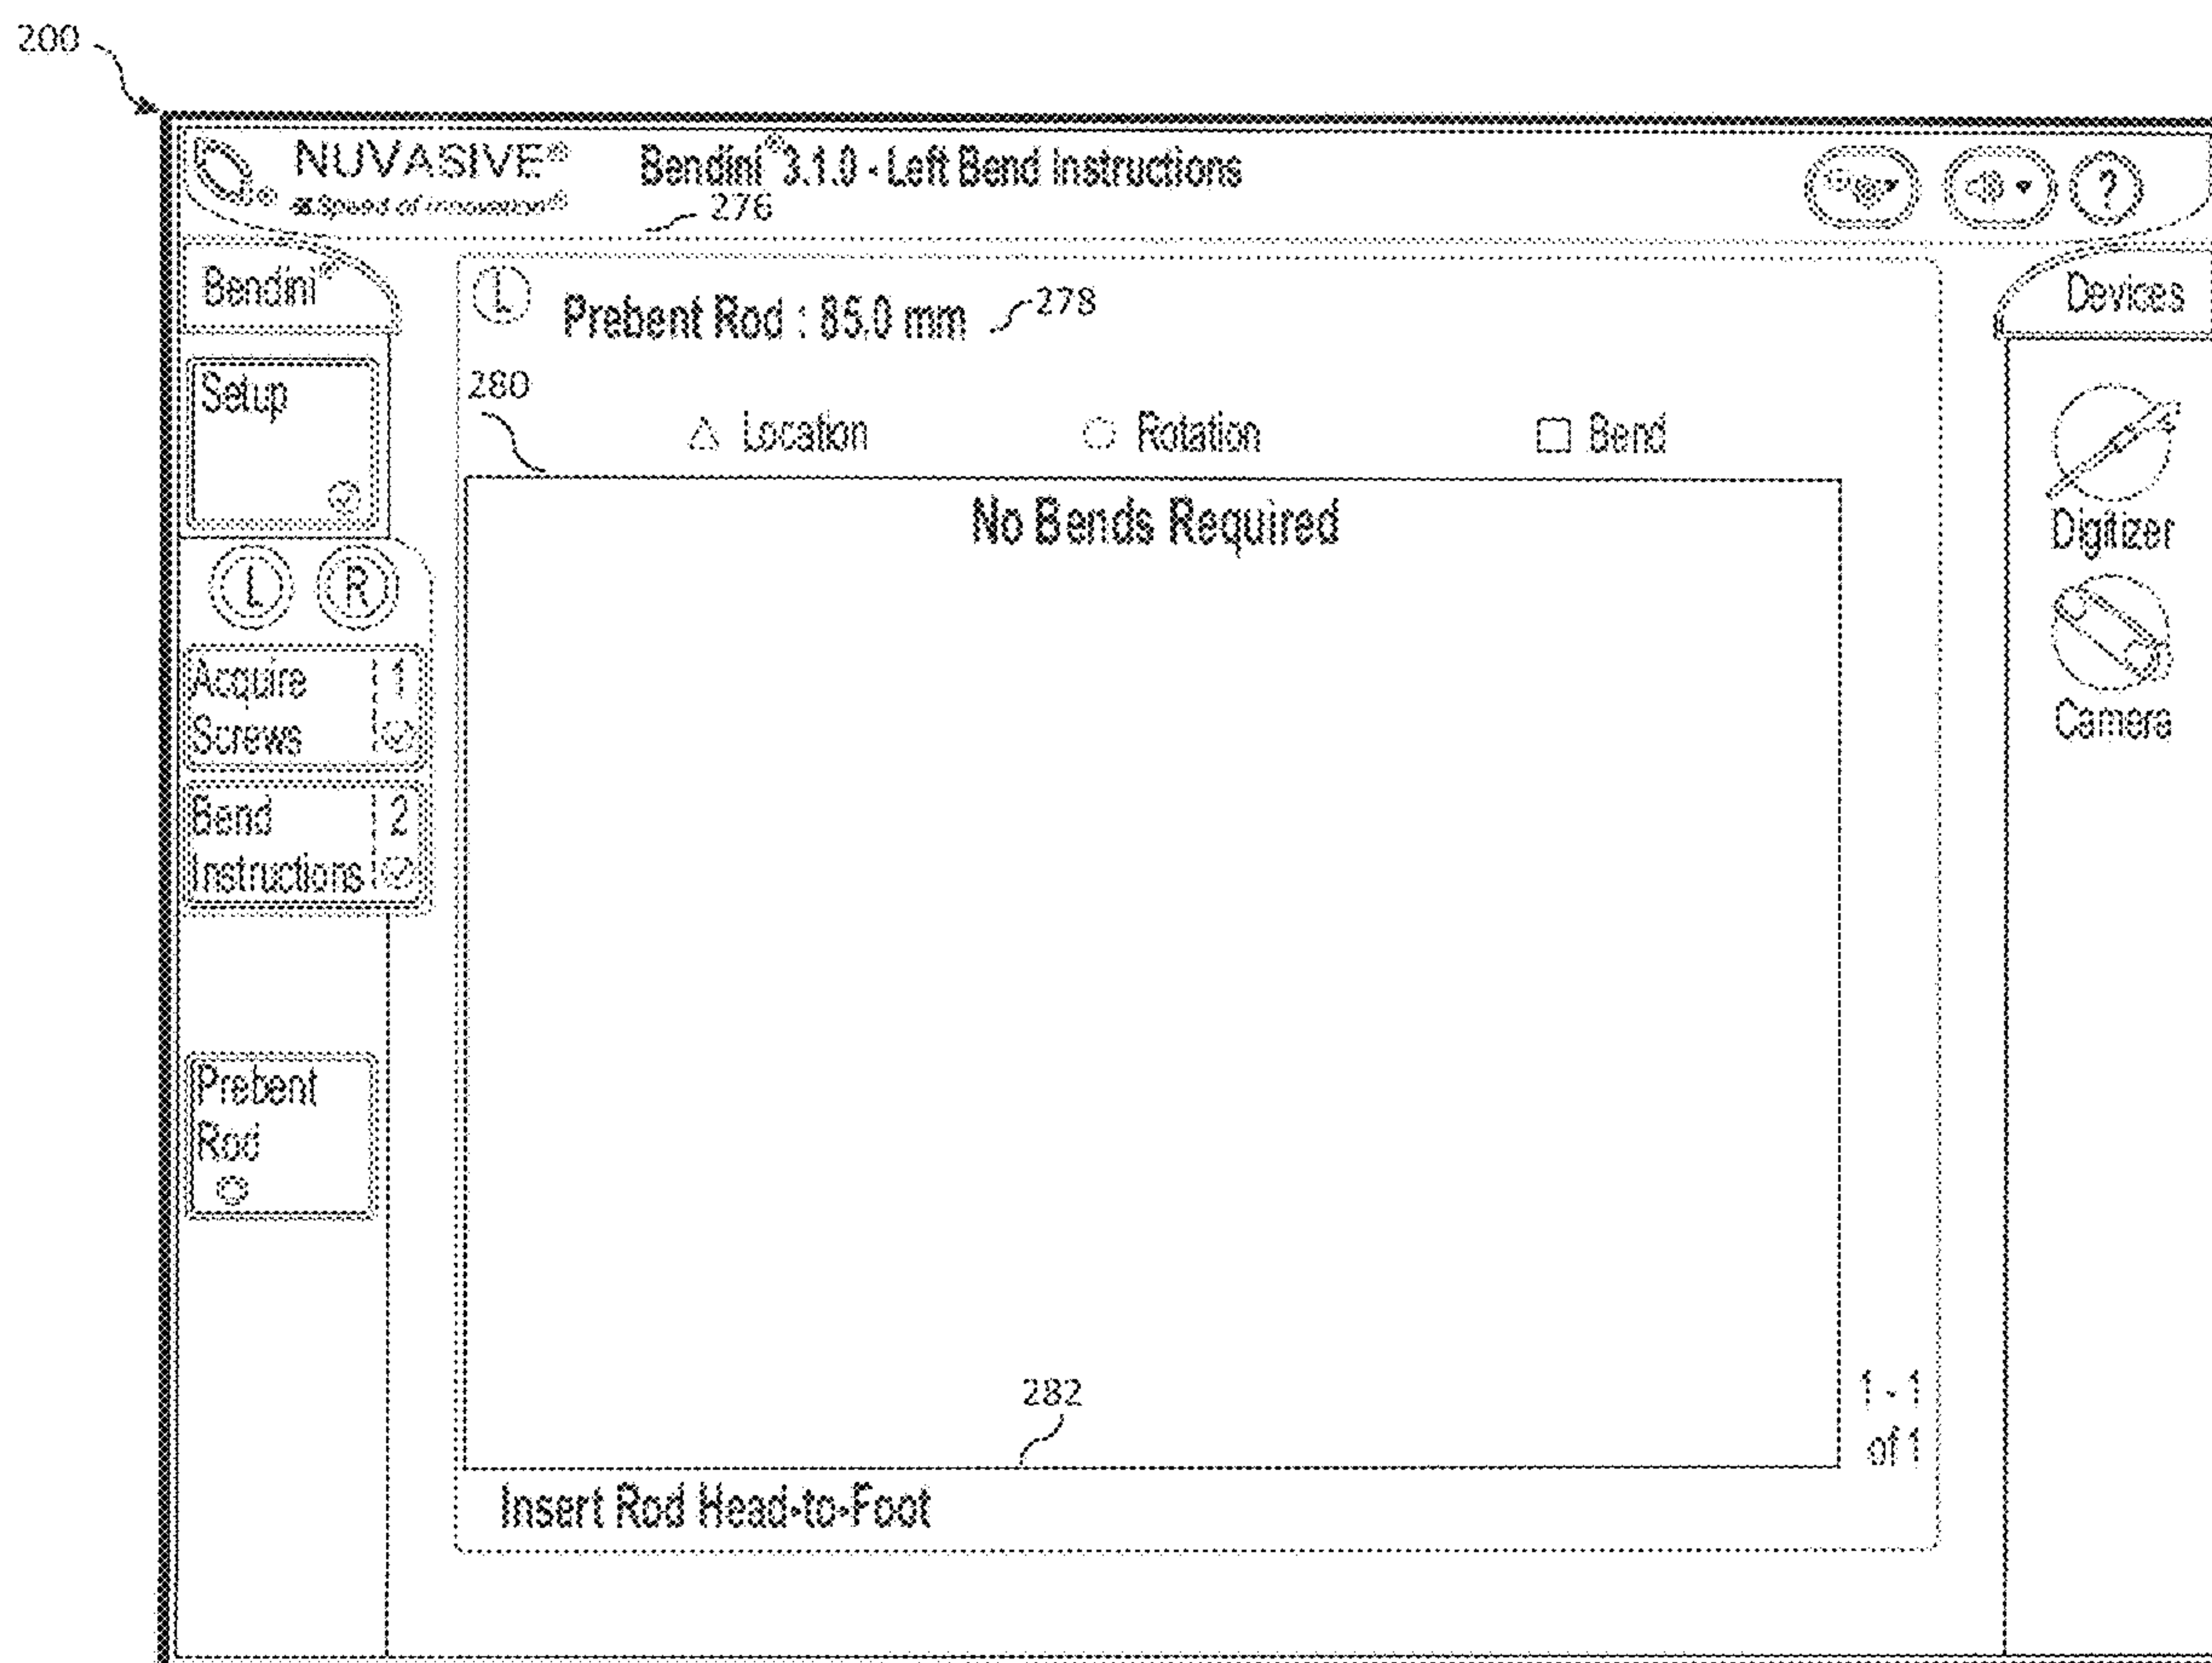 200
NUVASIVE®
Speed of innovation®
Bendini® 3.1.0 - Left Bend Instructions
?
276
Bendini®
Devices
L
Prebent Rod : 85.0 mm
278
Setup
280
Location
Rotation
Bend
No Bends Required
Digitizer
L R
Acquire 1
Screws
Camera
Bend 2
Instructions
Prebent
Rod
282
1 - 1
of 1
Insert Rod Head-to-Foot